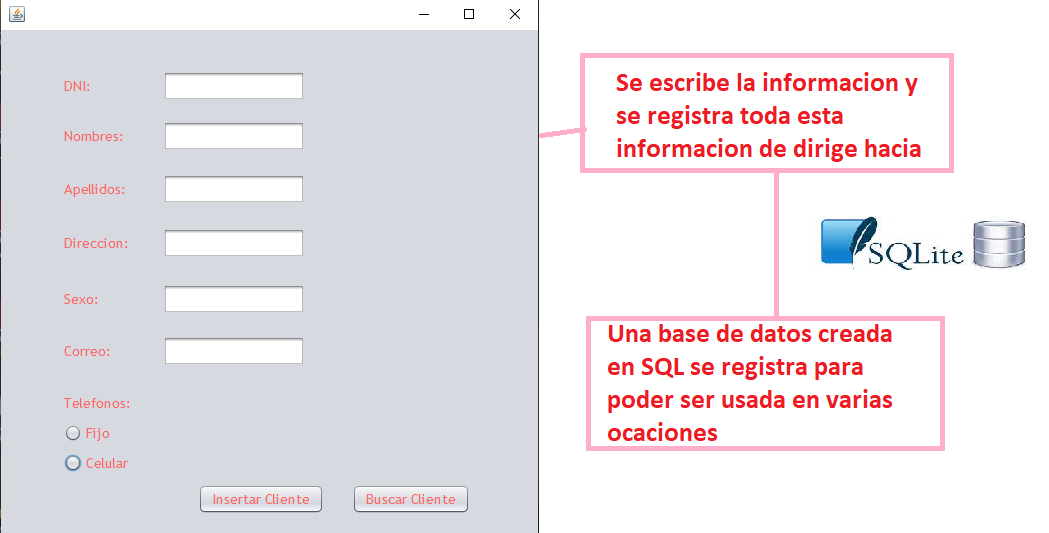 DNI:
Nombres:
Apellidos:
Direccion:
Sexo:
Correo:
Telefonos:
Fijo
Celular
Insertar Cliente
Buscar Cliente
Se escribe la informacion y
se registra toda esta
informacion de dirige hacia
SQLite
Una base de datos creada
en SQL se registra para
poder ser usada en varias
ocaciones